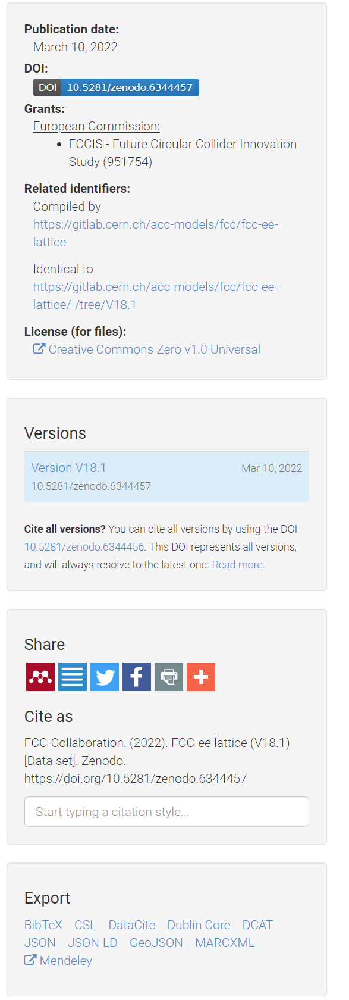 Publication date:
March 10, 2022
DOI:
DOI 10.5281/zenodo.6344457
Grants:
European Commission:
• FCCIS - Future Circular Collider Innovation
Study (951754)
Related identifiers:
Compiled by
https://gitlab.cern.ch/acc-models/fcc/fcc-ee-
lattice
Identical to
https://gitlab.cern.ch/acc-models/fcc/fcc-ee-
lattice/-/tree/V18.1
License (for files):
Creative Commons Zero v1.0 Universal
Versions
Version V18.1 Mar 10, 2022
10.5281/zenodo.6344457
Cite all versions? You can cite all versions by using the DOI
10.5281/zenodo.6344456. This DOI represents all versions,
and will always resolve to the latest one. Read more.
Share
Cite as
FCC-Collaboration. (2022). FCC-ee lattice (V18.1)
[Data set]. Zenodo.
https://doi.org/10.5281/zenodo.6344457
Start typing a citation style...
Export
BibTeX CSL DataCite Dublin Core DCAT
JSON JSON-LD GeoJSON MARCXML
Mendeley